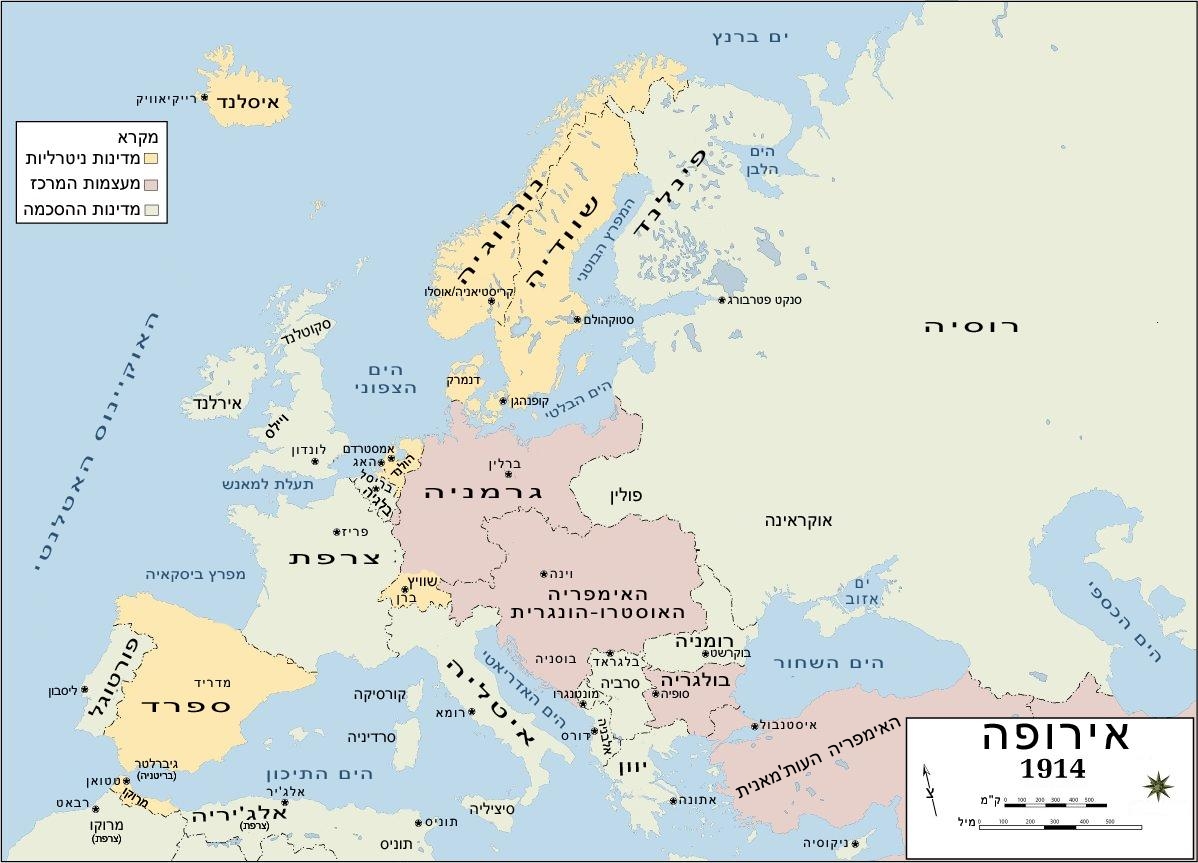 ים ברנץ
איסלנד
רייקיאוויק
מקרא
מדינות ניטרליות
מעצמות המרכז
מדינות ההסכמה
הים
הלבן
פינלנד
נורווגיה
שוודיה
המפרץ הבוטני
קריסטיאניה/אוסלו
סטוקהולם
סנקט פטרבורג
רוסיה
האוקיינוס האטלנטי
סקוטלנד
הים
הצפוני
דנמרק
קופנהגן
הים הבלטי
אירלנד
ויילס
לונדון
אמסטרדם
האג
הולנד
בריסל
בלגיה
תעלת למאנש
ברלין
גרמניה
פולין
אוקראינה
פריז
צרפת
מפרץ ביסקאיה
שוויץ
ברן
וינה
האימפריה
האוסטרו-הונגרית
ים
אזוב
הים הכספי
רומניה
בוקרשט
הים השחור
בוסניה
בלגראד
סרביה
בולגריה
סופיה
מונטנגרו
הים האדריאטי
איטליה
רומא
קורסיקה
סרדיניה
פורטוגל
ליסבון
מדריד
ספרד
דורס
אלבניה
יוון
איסטנבול
האימפריה העות'מאנית
אתונה
גיברלטר
(בריטניה)
טטואן
מרוקו
רבאט
מרוקו
(צרפת)
הים התיכון
אלג'יר
אלג'יריה
(צרפת)
סיציליה
תוניס
תוניס
ניקוסיה
אירופה
1914
צ
ק"מ
0 100 200 300 400 500
מיל
0 100 200 300 400 500